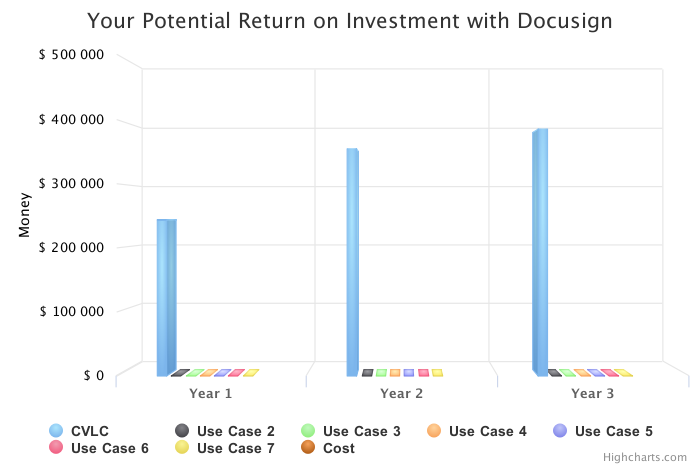 Your Potential Return on Investment with Docusign
$ 500 000
$ 400 000
$ 300 000
$ 200 000
$ 100 000
$ 0
Money
Year 1
Year 2
Year 3
CVLC
Use Case 2
Use Case 3
Use Case 4
Use Case 5
Use Case 6
Use Case 7
Cost
Highcharts.com